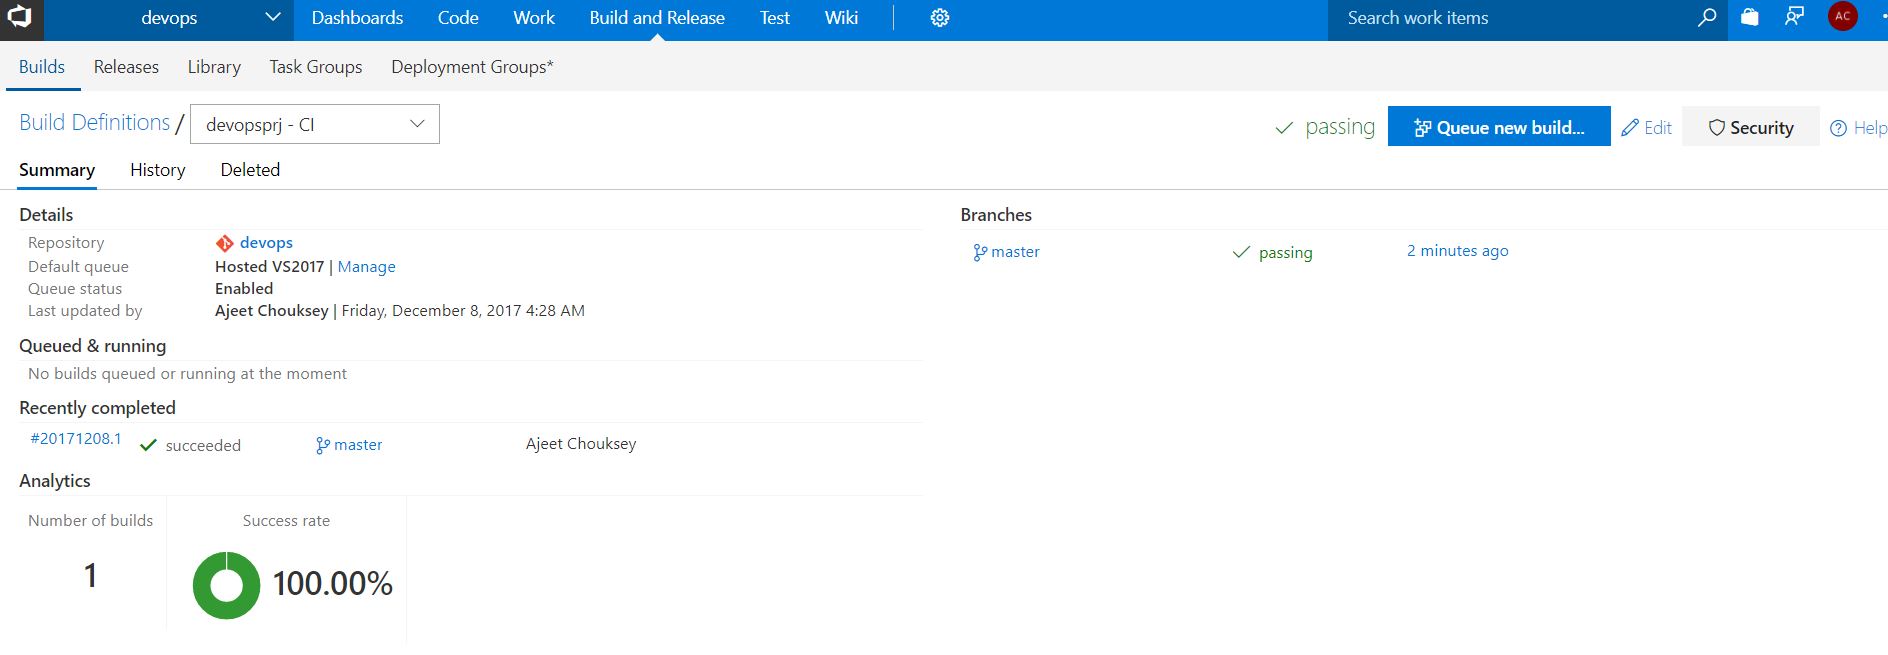 devops Dashboards Code Work Build and Release Test Wiki Search work items AC
Builds Releases Library Task Groups Deployment Groups*
Build Definitions / devopsprj - CI passing Queue new build... Edit Security Help
Summary History Deleted
Details
Repository devops
Default queue Hosted VS2017 | Manage
Queue status Enabled
Last updated by Ajeet Chouksey | Friday, December 8, 2017 4:28 AM
Queued & running
No builds queued or running at the moment
Recently completed
#20171208.1 succeeded master Ajeet Chouksey
Analytics
Number of builds Success rate
1 100.00%
Branches
master passing 2 minutes ago